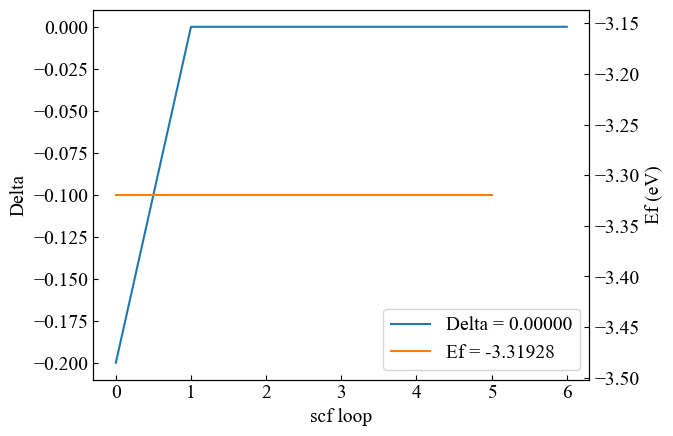 0.000
−0.025
−0.050
−0.075
−0.100
−0.125
−0.150
−0.175
−0.200
Delta
−3.15
−3.20
−3.25
−3.30
−3.35
−3.40
−3.45
−3.50
Ef (eV)
Delta = 0.00000
Ef = -3.31928
0 1 2 3 4 5 6
scf loop